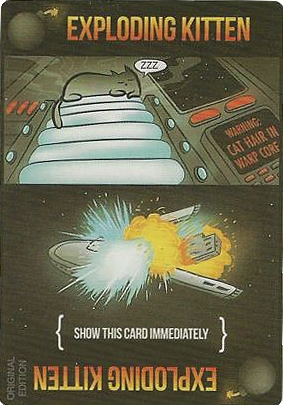 EXPLODING KITTEN
ZZZ
WARNING:
CAT HAIR IN
WARP CORE
SHOW THIS CARD IMMEDIATELY
ORIGINAL
EDITION
EXPLODING KITTEN